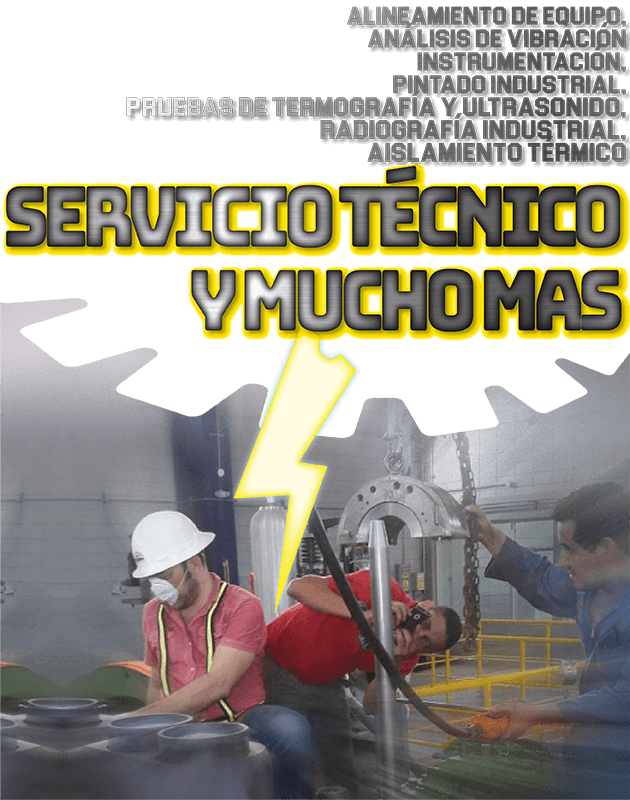 ALINEAMIENTO DE EQUIPO,
ANÁLISIS DE VIBRACIÓN
INSTRUMENTACIÓN,
PINTADO INDUSTRIAL,
PRUEBAS DE TERMOGRAFÍA Y ULTRASONIDO,
RADIOGRAFÍA INDUSTRIAL,
AISLAMIENTO TÉRMICO
SERVICIO TÉCNICO
Y MUCHO MAS